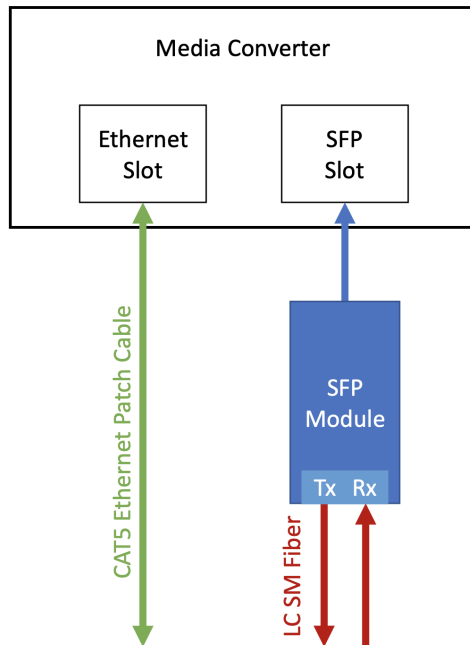 Media Converter
Ethernet
Slot
SFP
Slot
CAT5 Ethernet Patch Cable
SFP
Module
Tx Rx
LC SM Fiber